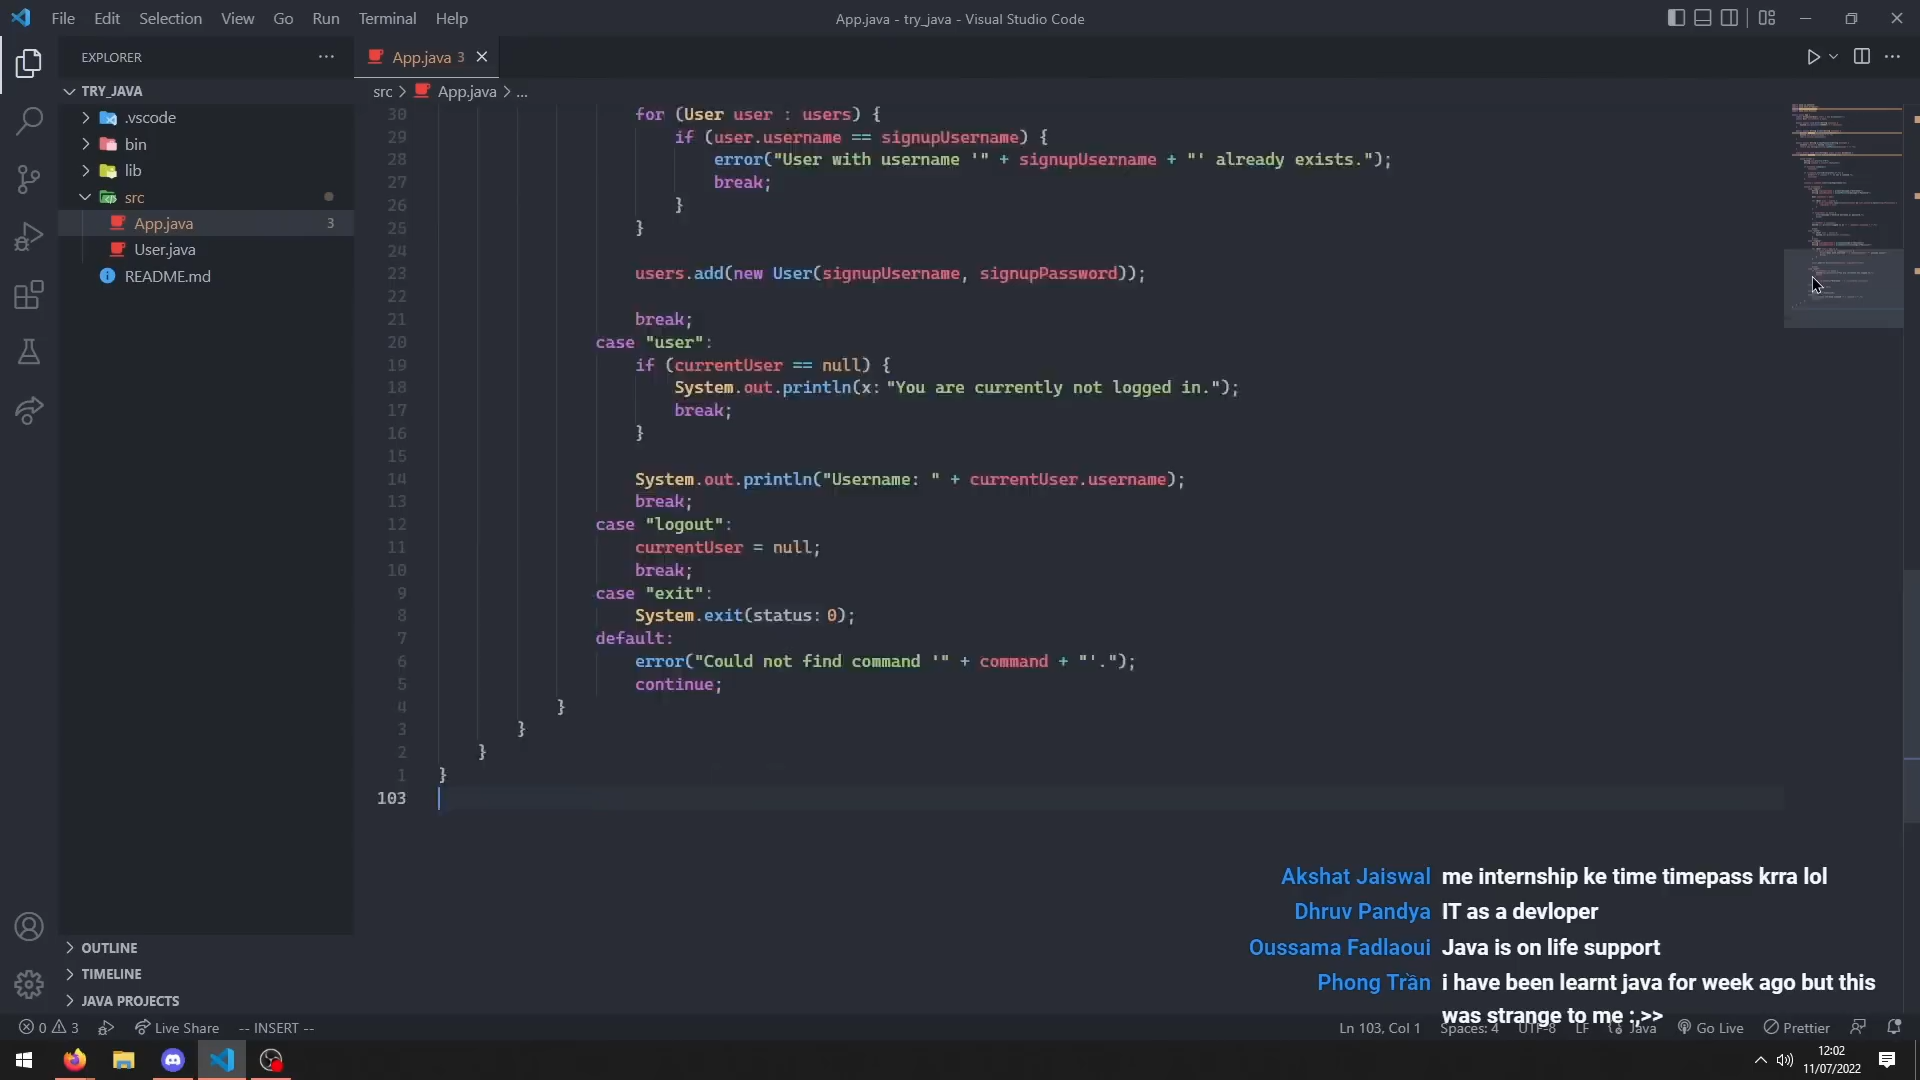 File Edit Selection View Go Run Terminal Help
App.java - try_java - Visual Studio Code
EXPLORER
App.java 3
TRY_JAVA
src > App.java > ...
.vscode
bin
lib
src
App.java 3
User.java
README.md
30 for (User user : users) {
29 if (user.username == signupUsername) {
28 error("User with username '" + signupUsername + "' already exists.");
27 break;
26 }
25 }
24
23 users.add(new User(signupUsername, signupPassword));
22
21 break;
20 case "user":
19 if (currentUser == null) {
18 System.out.println(x: "You are currently not logged in.");
17 break;
16 }
15
14 System.out.println("Username: " + currentUser.username);
13 break;
12 case "logout":
11 currentUser = null;
10 break;
9 case "exit":
8 System.exit(status: 0);
7 default:
6 error("Could not find command '" + command + "'.");
5 continue;
4 }
3 }
2 }
1 }
103
Akshat Jaiswal me internship ke time timepass krra lol
Dhruv Pandya IT as a devloper
Oussama Fadlaoui Java is on life support
Phong Trần i have been learnt java for week ago but this
was strange to me :,>>
OUTLINE
TIMELINE
JAVA PROJECTS
0 3 Live Share -- INSERT --
Ln 103, Col 1 Spaces: 4 UTF-8 LF Java Go Live Prettier
12:02
11/07/2022